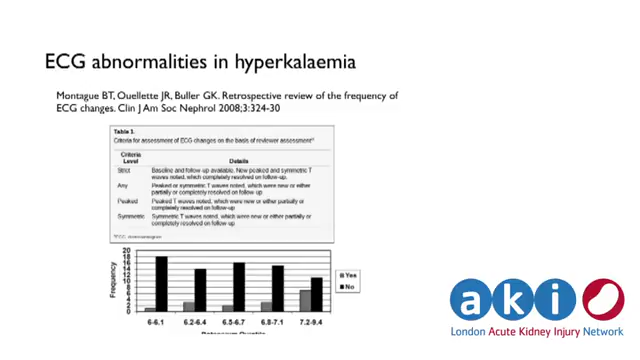 ECG abnormalities in hyperkalaemia
Montague BT, Ouellette JR, Buller GK. Retrospective review of the frequency of
ECG changes. Clin J Am Soc Nephrol 2008;3:324-30
Table 1.
Criteria for assessment of ECG changes on the basis of reviewer assessment
Criteria
Level
Details
Strict
Baseline and follow-up available. New peaked and symmetric T
waves noted, which completely resolved on follow-up.
Any
Peaked or symmetric T waves noted, which were new or either
partially or completely resolved on follow-up
Peaked
Peaked T waves noted, which were new or either partially or
completely resolved on follow-up
Symmetric
Symmetric T waves noted, which were new or either partially or
completely resolved on follow-up
Frequency
20
18
16
14
12
10
8
6
4
2
0
6-6.1
6.2-6.4
6.5-6.7
6.8-7.1
7.2-9.4
Yes
No
aki
London Acute Kidney Injury Network